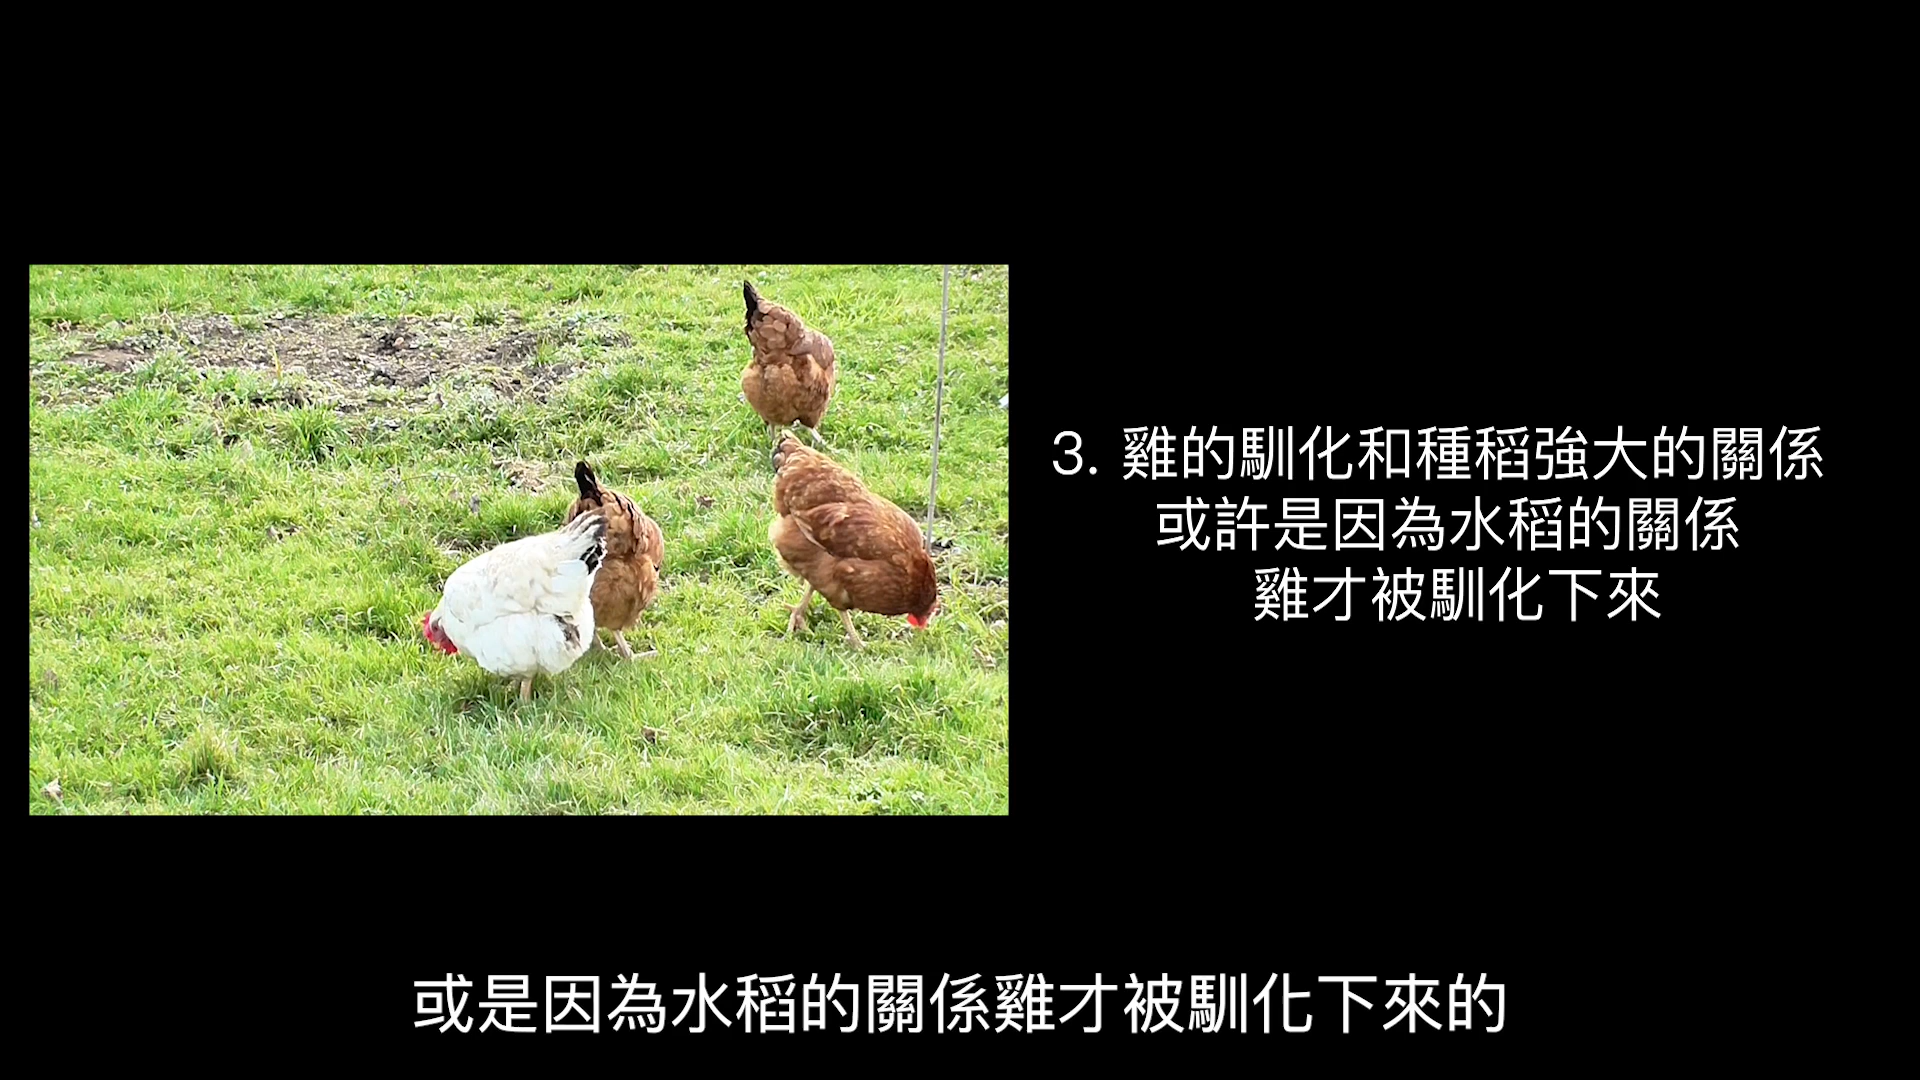 3. 雞的馴化和種稻強大的關係
或許是因為水稻的關係
雞才被馴化下來
或是因為水稻的關係雞才被馴化下來的